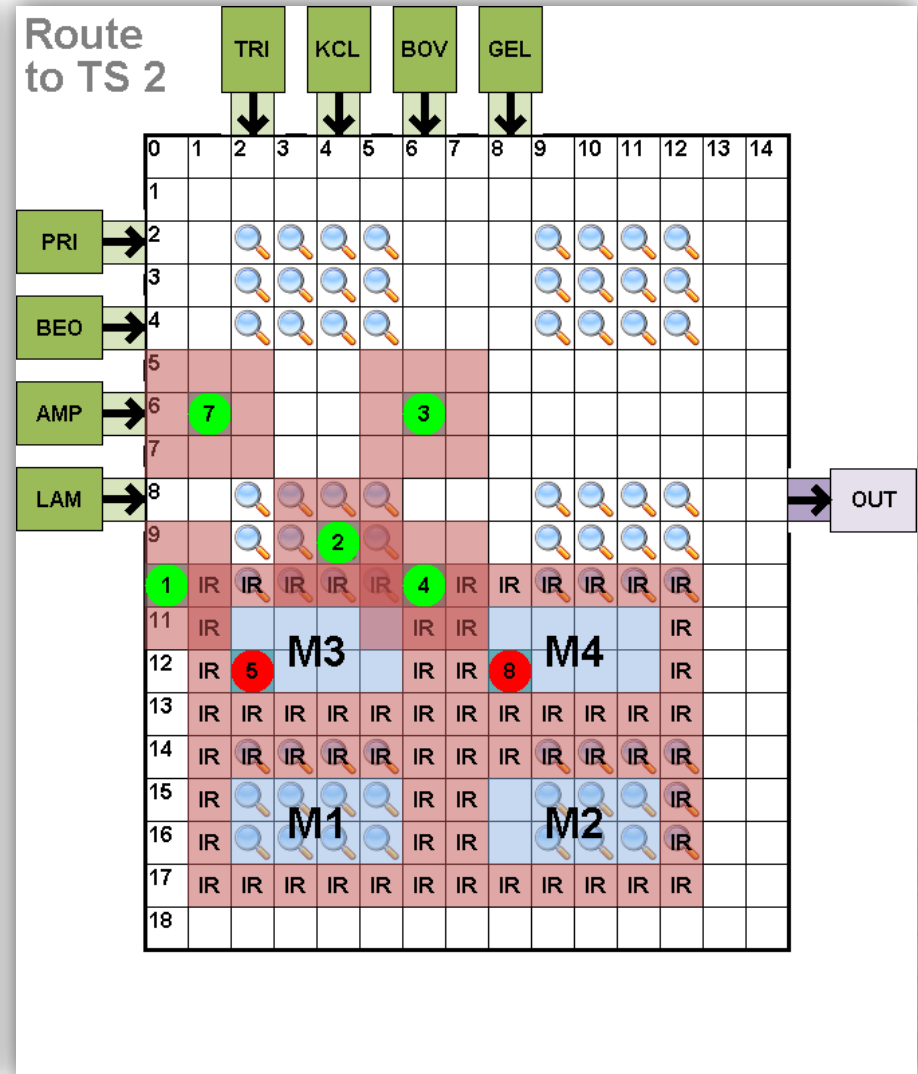 Route
to TS 2
TRI KCL BOV GEL
0 1 2 3 4 5 6 7 8 9 10 11 12 13 14
1
PRI 2
3
BEO 4
5
AMP 6 7 3
7
LAM 8 OUT
9 2
1 IR IR IR IR IR 4 IR IR IR IR IR IR
11 IR IR IR IR
M3 M4
12 IR 5 IR IR 8 IR
13 IR IR IR IR IR IR IR IR IR IR IR IR
14 IR IR IR IR IR IR IR IR IR IR IR IR
15 IR IR IR IR
M1 M2
16 IR IR IR IR
17 IR IR IR IR IR IR IR IR IR IR IR IR
18